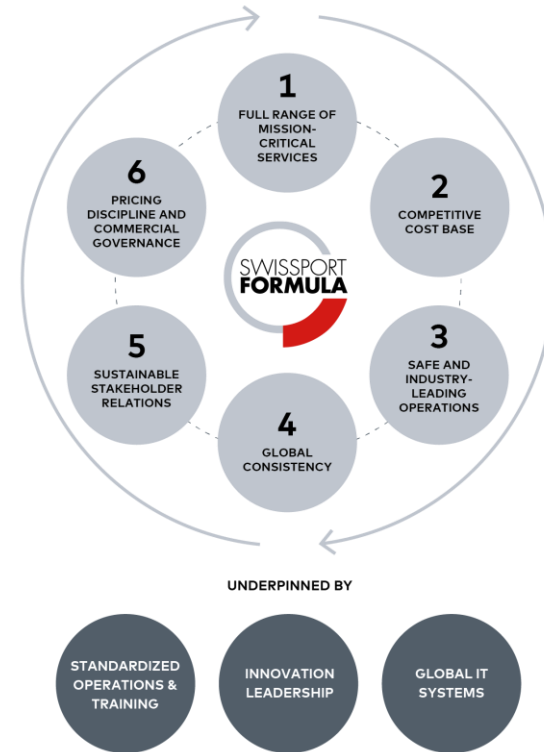 1
FULL RANGE OF
MISSION-
CRITICAL
SERVICES
2
COMPETITIVE
COST BASE
3
SAFE AND
INDUSTRY-
LEADING
OPERATIONS
4
GLOBAL
CONSISTENCY
5
SUSTAINABLE
STAKEHOLDER
RELATIONS
6
PRICING
DISCIPLINE AND
COMMERCIAL
GOVERNANCE
SWISSPORT
FORMULA
UNDERPINNED BY
STANDARDIZED
OPERATIONS &
TRAINING
INNOVATION
LEADERSHIP
GLOBAL IT
SYSTEMS